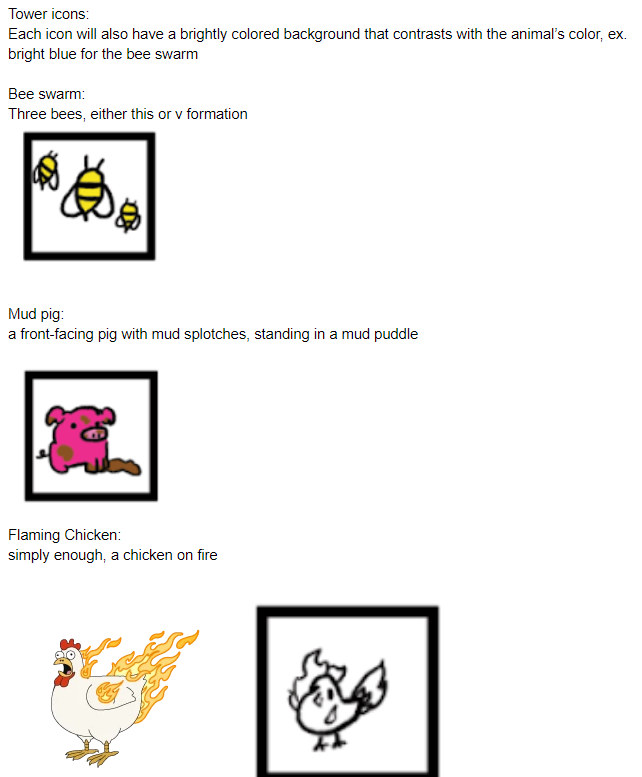 Tower icons:
Each icon will also have a brightly colored background that contrasts with the animal’s color, ex.
bright blue for the bee swarm
Bee swarm:
Three bees, either this or v formation
Mud pig:
a front-facing pig with mud splotches, standing in a mud puddle
Flaming Chicken:
simply enough, a chicken on fire